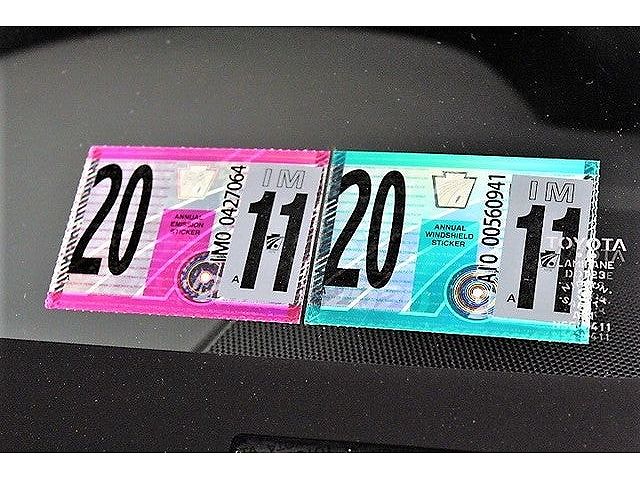 20
ANNUAL
EMISSION
STICKER
IM0 0427064
IM
11
A
20
ANNUAL
WINDSHIELD
STICKER
AI0 00560941
IM
11
A
TOYOTA